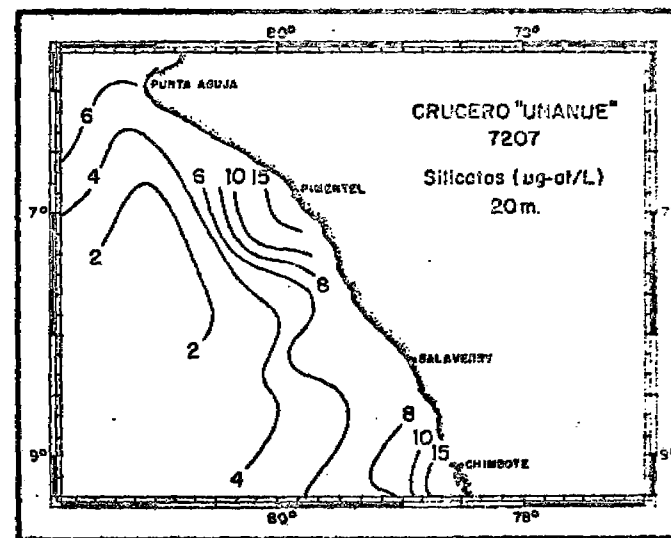 80° 78°
PUNTA AGUJA
CRUCERO "UNANUE"
7207
Silicatos (ug-at/L)
20 m.
6
4
6 10 15
PIMENTEL
7° 7°
2
8
2
SALAVERRY
8
10
15
CHIMBOTE
9° 9°
4
80° 78°